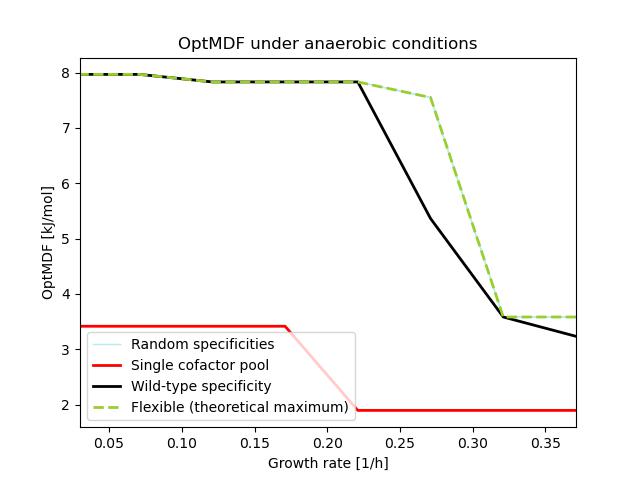 OptMDF under anaerobic conditions
OptMDF [kJ/mol]
8
7
6
5
4
3
2
Random specificities
Single cofactor pool
Wild-type specificity
Flexible (theoretical maximum)
0.05 0.10 0.15 0.20 0.25 0.30 0.35
Growth rate [1/h]